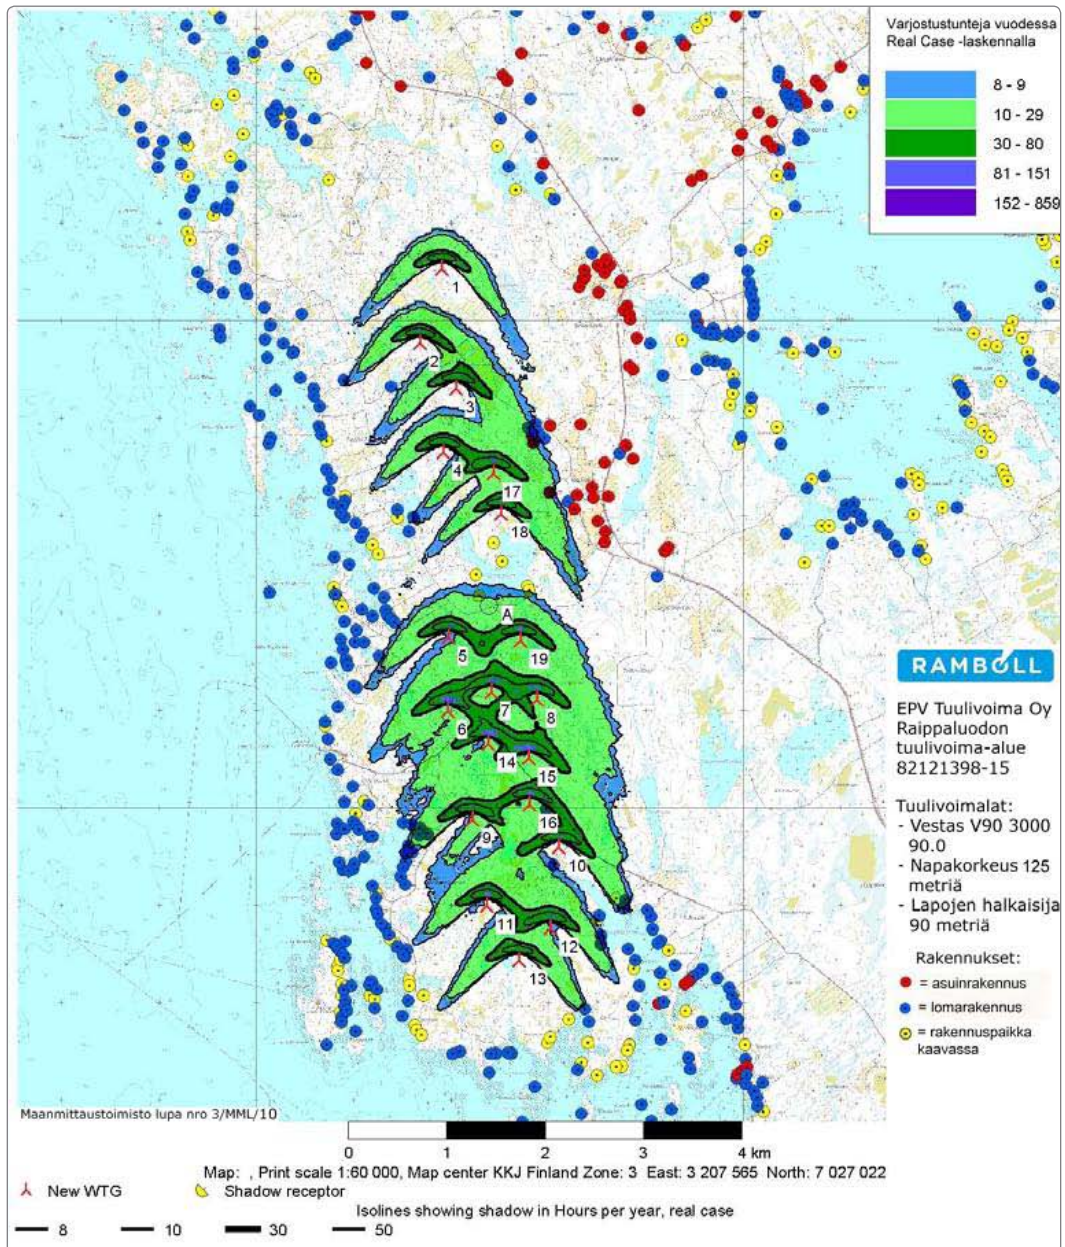 Varjostustunteja vuodessa
Real Case -laskennalla
8 - 9
10 - 29
30 - 80
81 - 151
152 - 859
1
2
3
4
17
18
A
5
19
7
8
6
14
15
16
9
10
11
12
13
RAMBOLL
EPV Tuulivoima Oy
Raippaluodon
tuulivoima-alue
82121398-15
Tuulivoimalat:
- Vestas V90 3000
90.0
- Napakorkeus 125
metriä
- Lapojen halkaisija
90 metriä
Rakennukset:
= asuinrakennus
= lomarakennus
= rakennuspaikka
kaavassa
Maanmittaustoimisto lupa nro 3/MML/10
0 1 2 3 4 km
Map: , Print scale 1:60 000, Map center KKJ Finland Zone: 3 East: 3 207 565 North: 7 027 022
New WTG Shadow receptor
Isolines showing shadow in Hours per year, real case
8 10 30 50